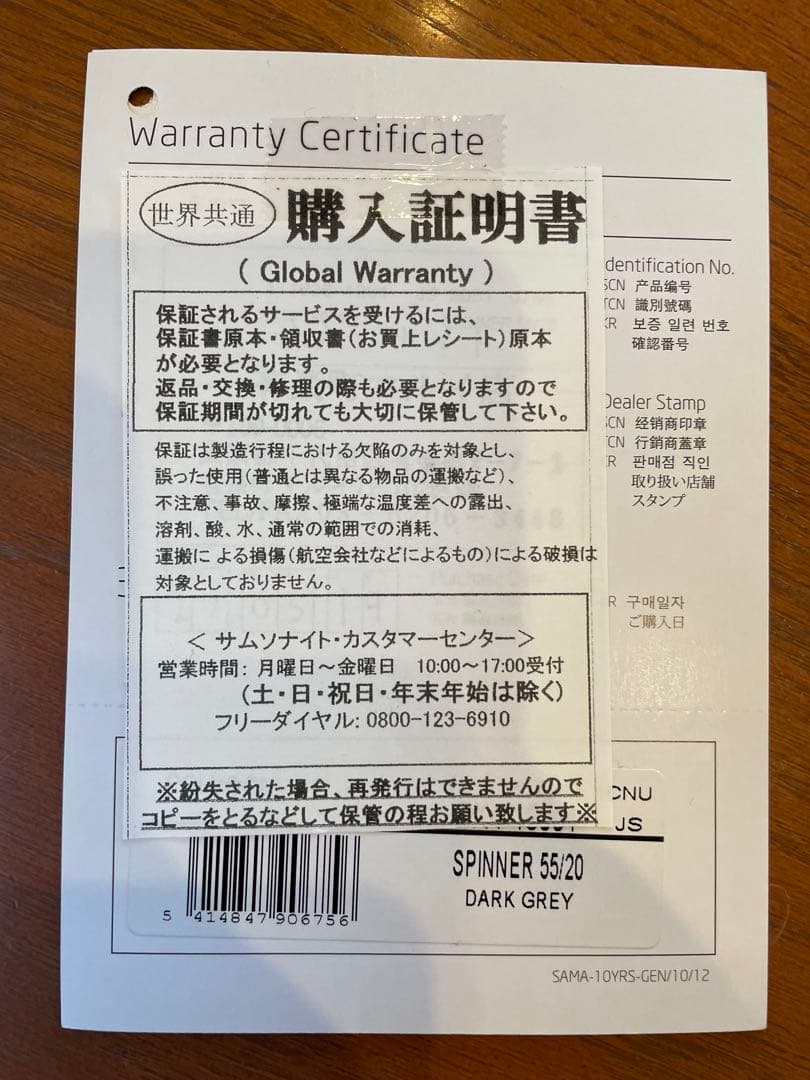 Warranty Certificate
世界共通
購入証明書
( Global Warranty )
保証されるサービスを受けるには、
保証書原本・領収書(お買上レシート)原本
が必要となります。
返品・交換・修理の際も必要となりますので
保証期間が切れても大切に保管して下さい。
保証は製造行程における欠陥のみを対象とし、
誤った使用(普通とは異なる物品の運搬など)、
不注意、事故、摩擦、極端な温度差への露出、
溶剤、酸、水、通常の範囲での消耗、
運搬に よる損傷(航空会社などによるもの)による破損は
対象としておりません。
< サムソナイト・カスタマーセンター>
営業時間: 月曜日~金曜日 10:00~17:00受付
(土・日・祝日・年末年始は除く)
フリーダイヤル: 0800-123-6910
※紛失された場合、再発行はできませんので
コピーをとるなどして保管の程お願い致します※
dentification No.
SCN 产品编号
TCN 識別號碼
KR 보증 일련 번호
確認番号
Dealer Stamp
SCN 经销商印章
TCN 行銷商蓋章
KR 판매점 직인
取り扱い店舗
スタンプ
R 구매일자
ご購入日
CNU
JS
SPINNER 55/20
DARK GREY
5 414847 906756
SAMA-10YRS-GEN/10/12